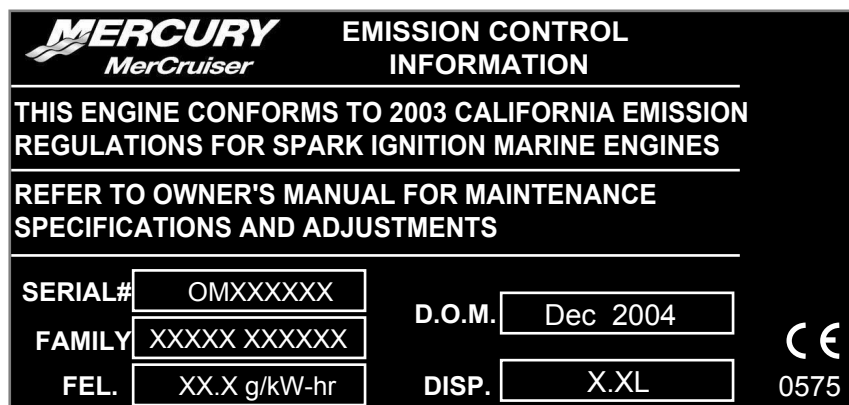 MERCURY
MerCruiser
EMISSION CONTROL
INFORMATION
THIS ENGINE CONFORMS TO 2003 CALIFORNIA EMISSION
REGULATIONS FOR SPARK IGNITION MARINE ENGINES
REFER TO OWNER'S MANUAL FOR MAINTENANCE
SPECIFICATIONS AND ADJUSTMENTS
SERIAL# OMXXXXXX
D.O.M. Dec 2004
FAMILY XXXXX XXXXXX
FEL. XX.X g/kW-hr
DISP. X.XL
CE
0575